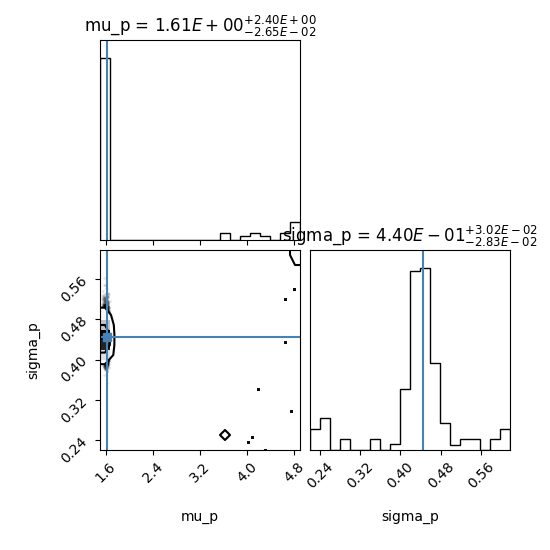 mu_p = 1.61E + 00 +2.40E + 00 −2.65E − 02
sigma_p = 4.40E − 01 +3.02E − 02 −2.83E − 02
0.56
0.48
0.40
0.32
0.24
sigma_p
1.6 2.4 3.2 4.0 4.8
0.24 0.32 0.40 0.48 0.56
mu_p
sigma_p